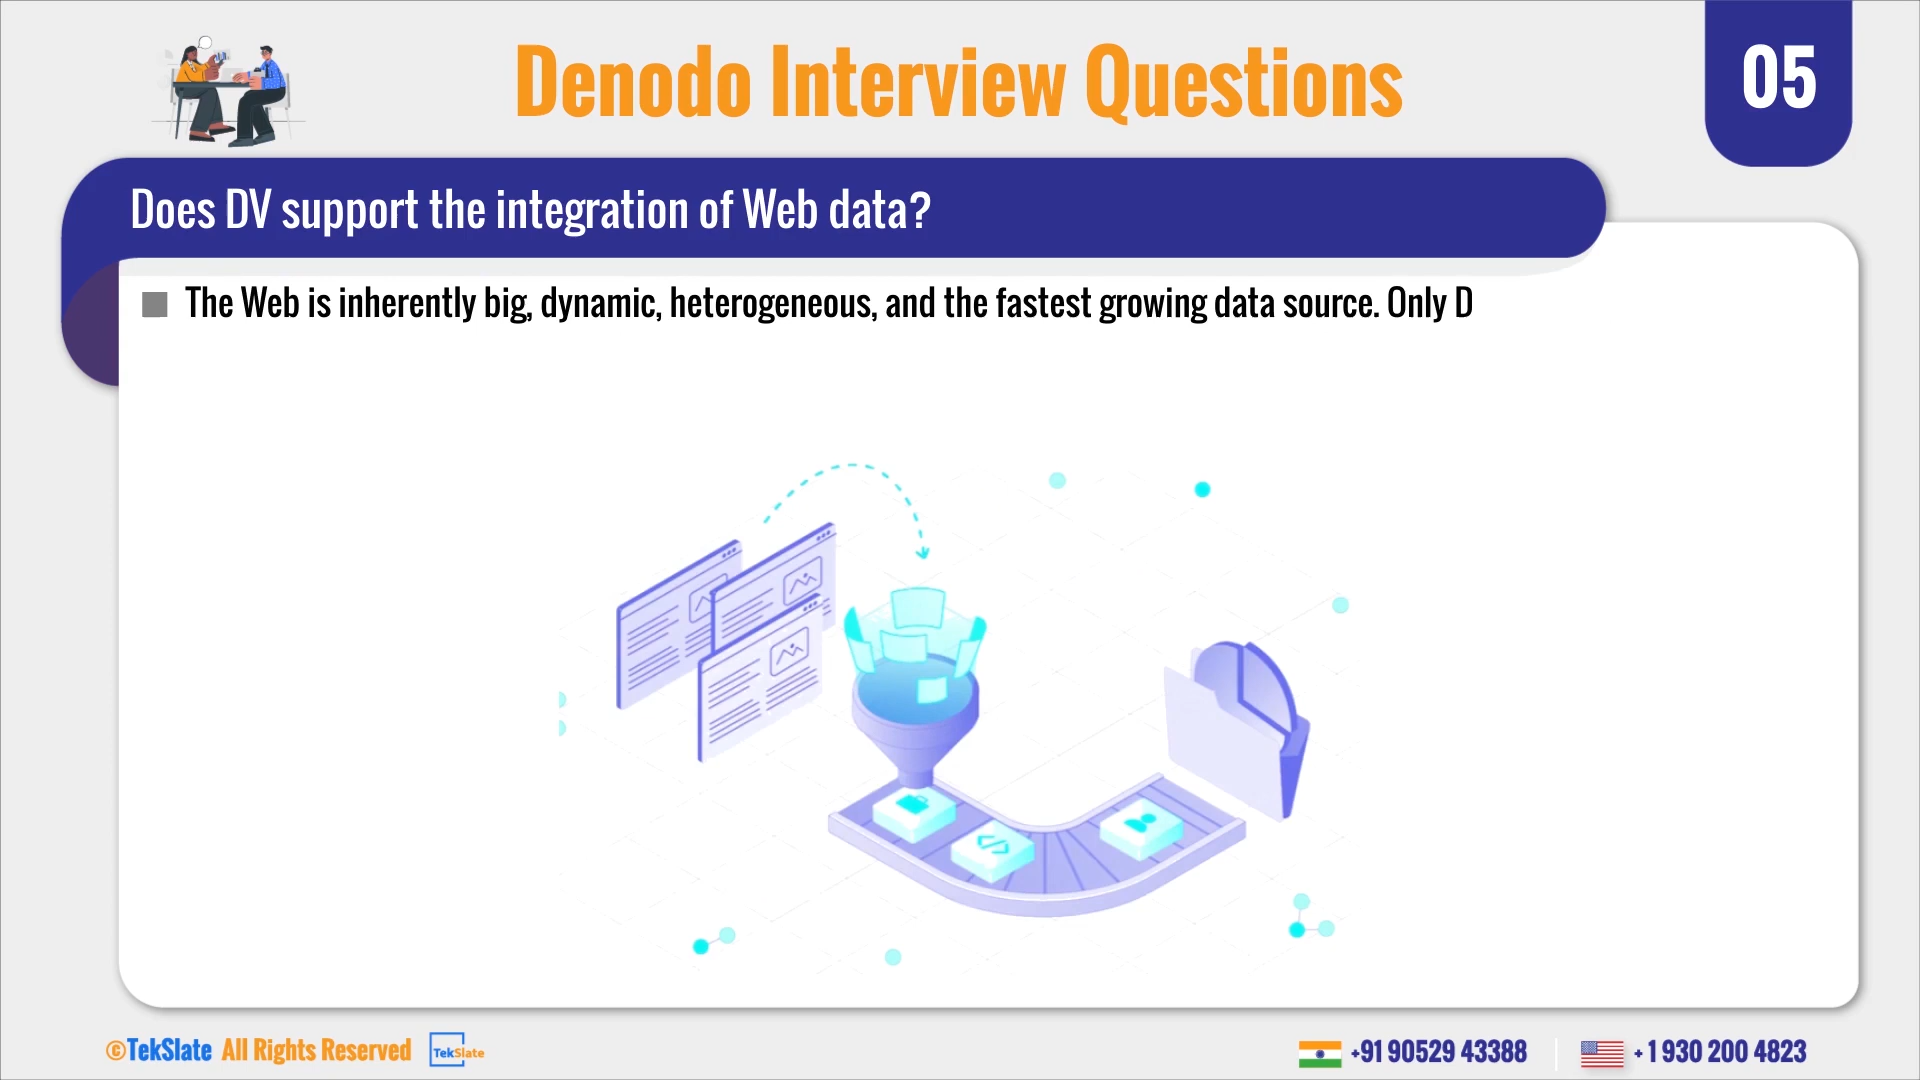 Denodo Interview Questions
05
Does DV support the integration of Web data?
The Web is inherently big, dynamic, heterogeneous, and the fastest growing data source. Only D
©TekSlate All Rights Reserved
TekSlate
+91 90529 43388
+ 1 930 200 4823